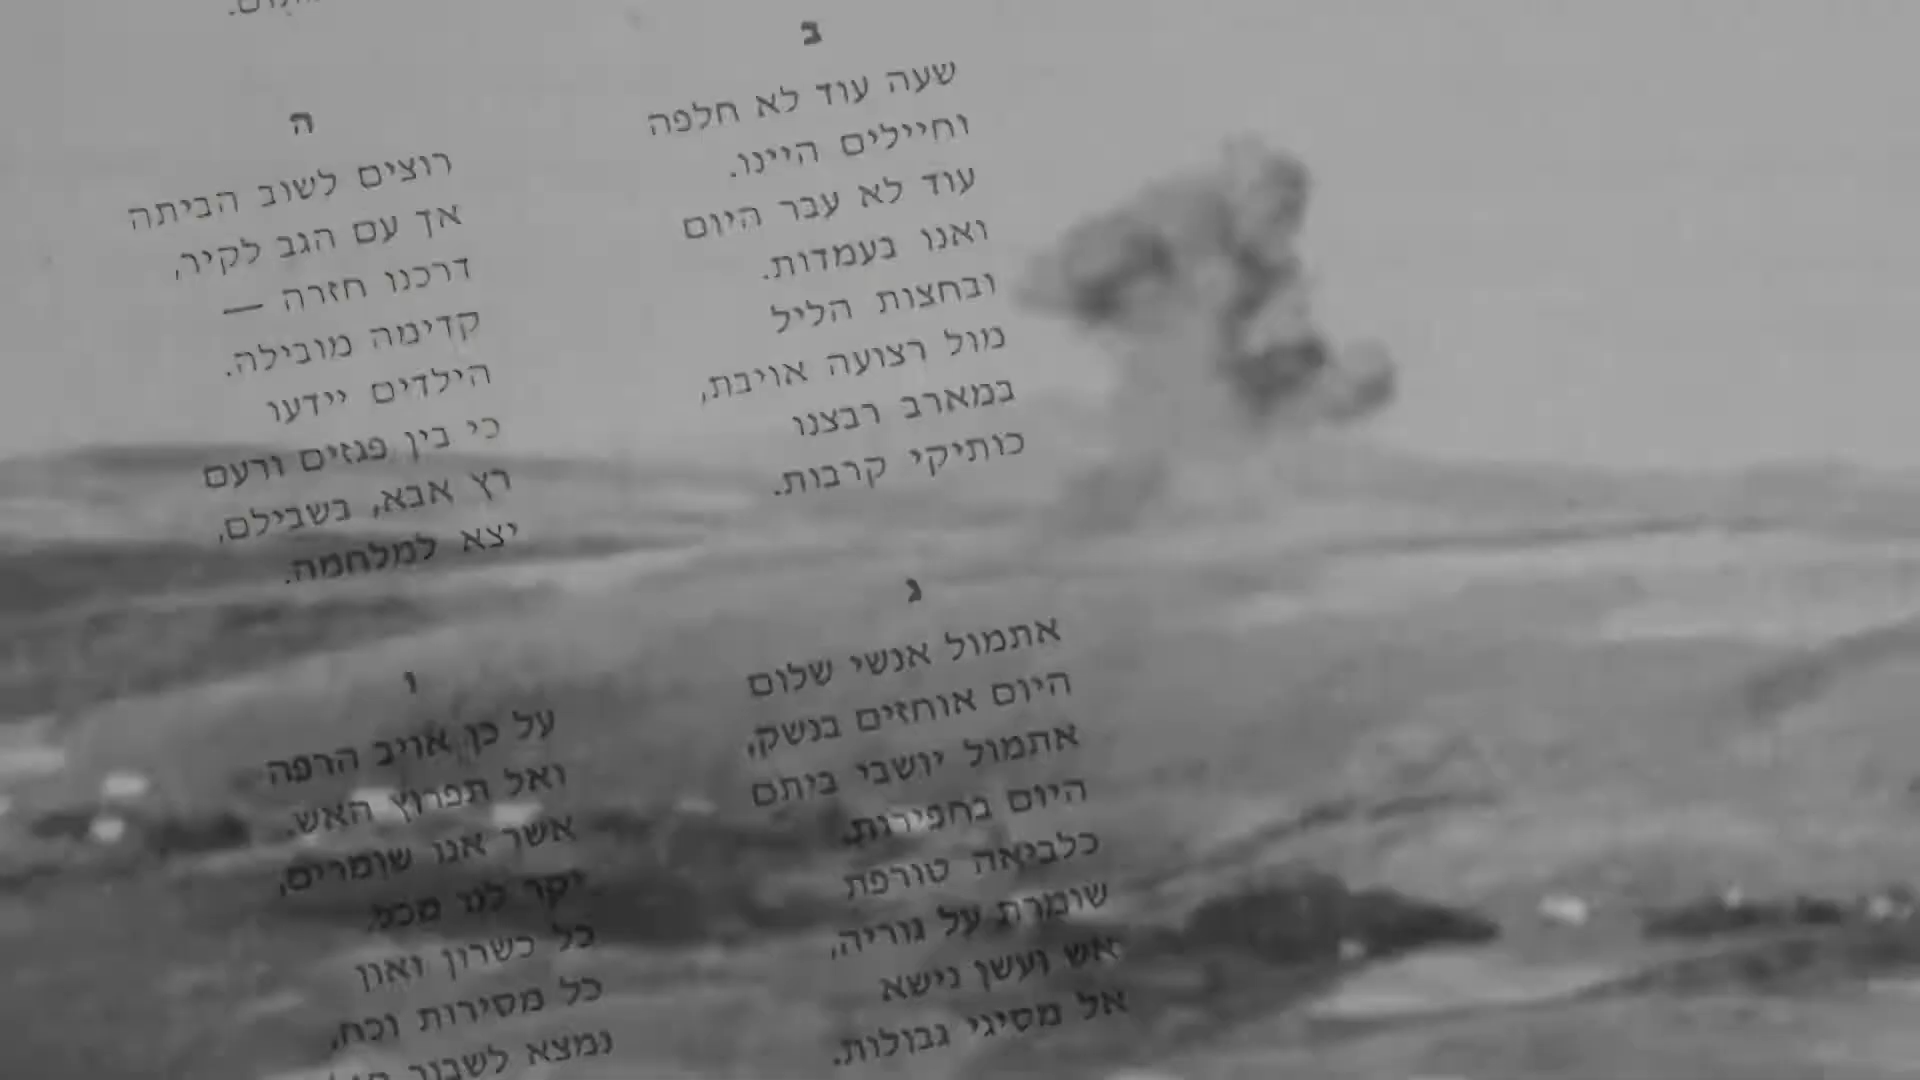 ב
שעה עוד לא חלפה
וחיילים היינו.
עוד לא עבר היום
ואנו בעמדות.
ובחצות הליל
מול רצועה אויבת,
במארב רבצנו
כותיקי קרבות.
ג
אתמול אנשי שלום
היום אוחזים בנשק,
אתמול יושבי ביתם
היום בחפירות.
כלביאה טורפת
שומרת על גוריה,
אש ועשן נישא
אל מסיגי גבולות.
ה
רוצים לשוב הביתה
אך עם הגב לקיר,
דרכנו חזרה —
קדימה מובילה.
הילדים יידעו
כי בין פגזים ורעם
רץ אבא, בשבילם,
יצא למלחמה.
ו
על כן אויב הרפה
ואל תפרוץ האש.
אשר אנו שומרים,
יקר לנו מכל.
כל כשרון ואון
כל מסירות וכח,
נמצא לשבור